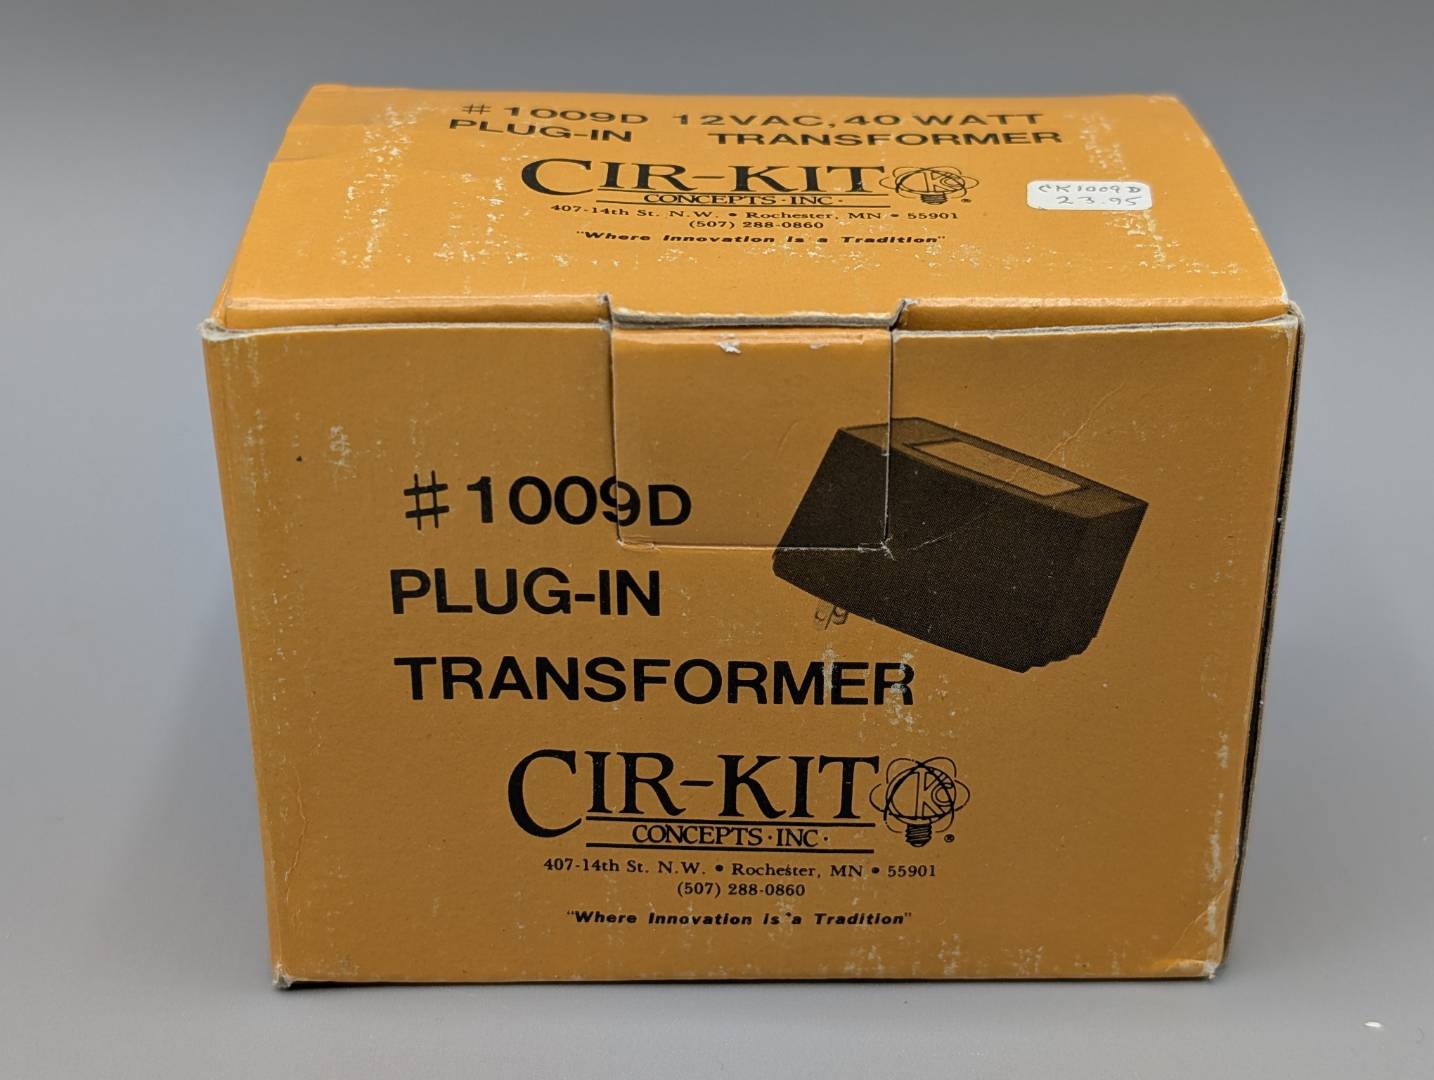 #1009D 12VAC, 40 WATT
PLUG-IN TRANSFORMER
CIR-KIT CKC
CONCEPTS·INC· ®
407-14th St. N.W. • Rochester, MN • 55901
(507) 288-0860
"Where Innovation is a Tradition"
CK1009D
23.95
#1009D
PLUG-IN
TRANSFORMER
CIR-KIT CKC
CONCEPTS·INC· ®
407-14th St. N.W. • Rochester, MN • 55901
(507) 288-0860
"Where Innovation is a Tradition"